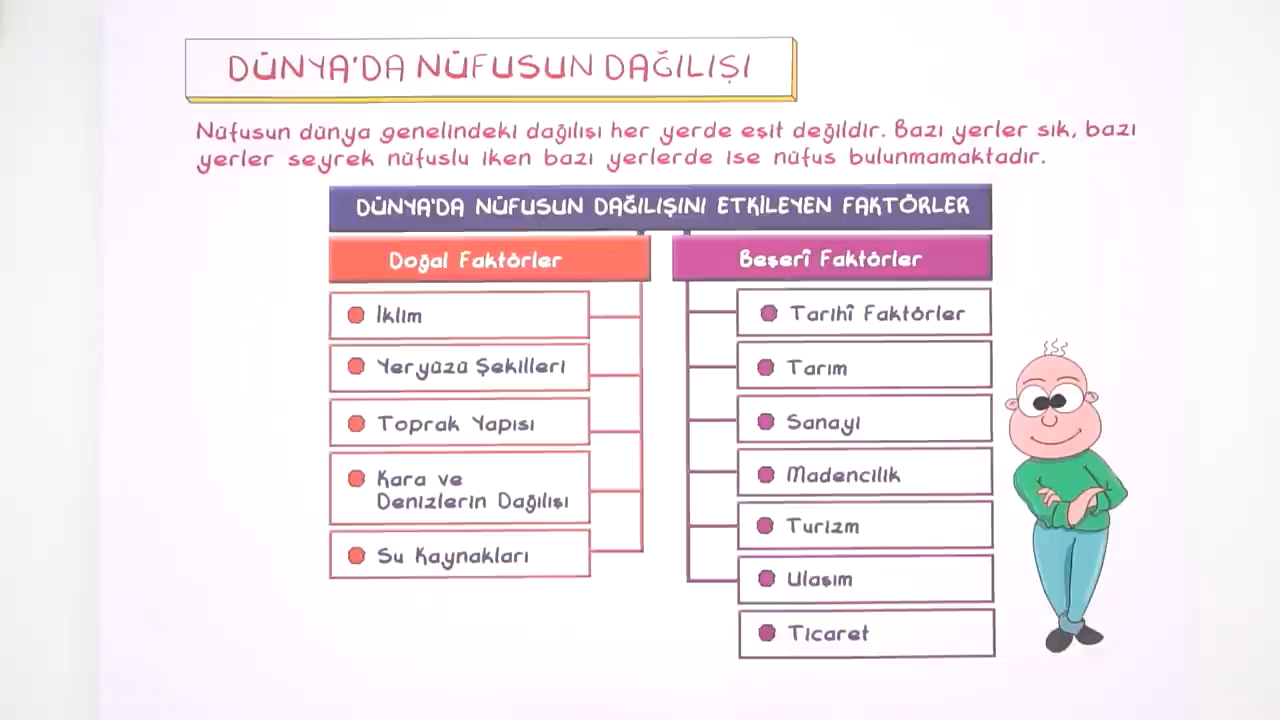 DÜNYA'DA NÜFUSUN DAĞILIŞI
Nüfusun dünya genelindeki dağılışı her yerde eşit değildir. Bazı yerler sık, bazı
yerler seyrek nüfuslu iken bazı yerlerde ise nüfus bulunmamaktadır.
DÜNYA'DA NÜFUSUN DAĞILIŞINI ETKİLEYEN FAKTÖRLER
Doğal Faktörler
İklim
Yeryüzü Şekilleri
Toprak Yapısı
Kara ve
Denizlerin Dağılışı
Su Kaynakları
Beşerî Faktörler
Tarihî Faktörler
Tarım
Sanayi
Madencilik
Turizm
Ulaşım
Ticaret